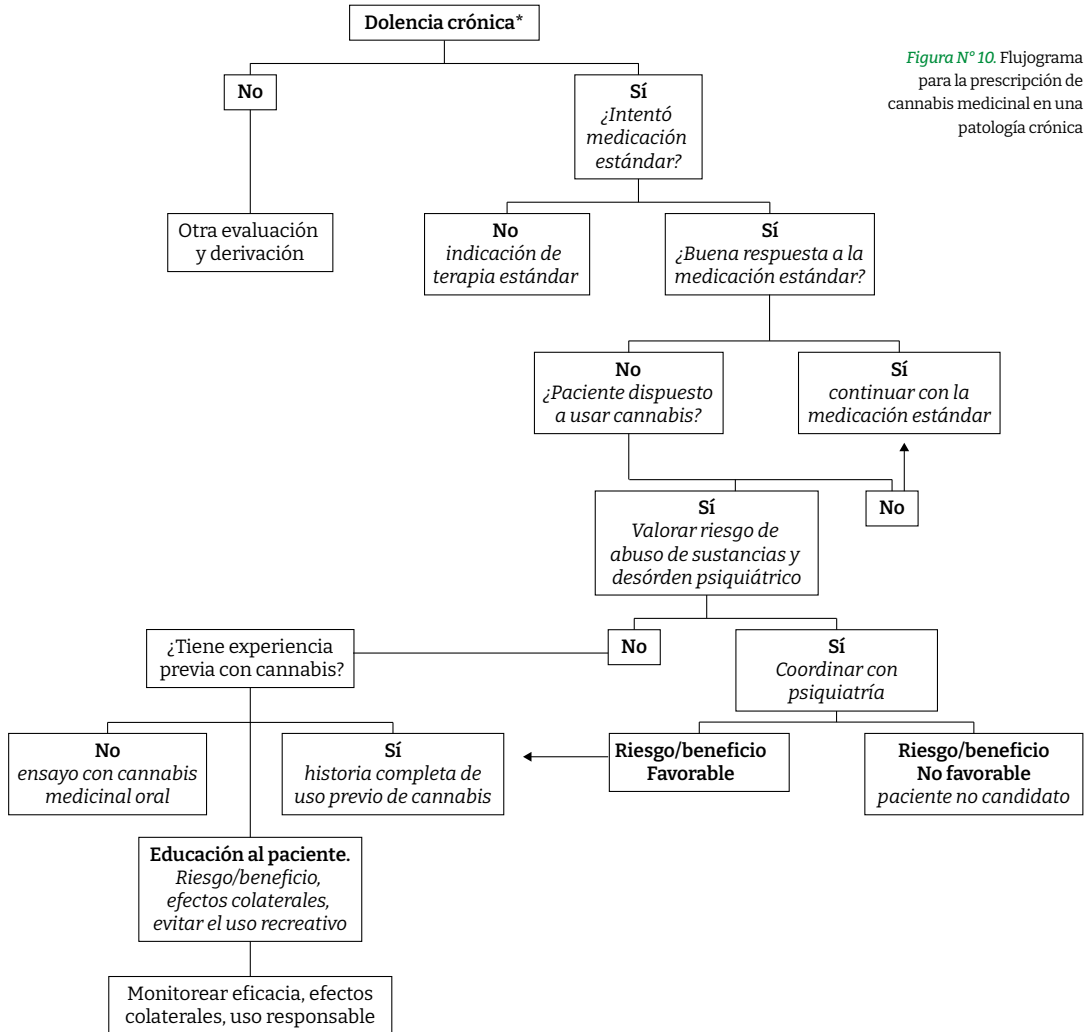 Dolencia crónica*
Figura N° 10. Flujograma
para la prescripción de
cannabis medicinal en una
patología crónica
No
Sí
¿Intentó
medicación
estándar?
Otra evaluación
y derivación
No
indicación de
terapia estándar
Sí
¿Buena respuesta a la
medicación estándar?
No
¿Paciente dispuesto
a usar cannabis?
Sí
continuar con la
medicación estándar
Sí
Valorar riesgo de
abuso de sustancias y
desórden psiquiátrico
No
¿Tiene experiencia
previa con cannabis?
No
Sí
Coordinar con
psiquiatría
No
ensayo con cannabis
medicinal oral
Sí
historia completa de
uso previo de cannabis
Riesgo/beneficio
Favorable
Riesgo/beneficio
No favorable
paciente no candidato
Educación al paciente.
Riesgo/beneficio,
efectos colaterales,
evitar el uso recreativo
Monitorear eficacia, efectos
colaterales, uso responsable